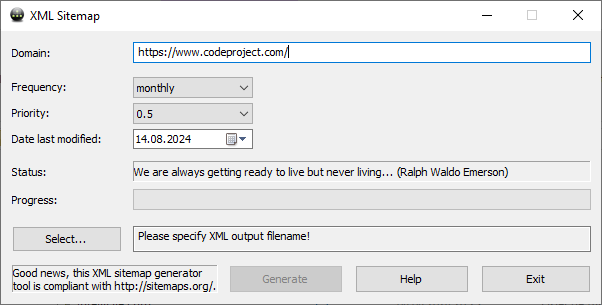 XML Sitemap
Domain:
https://www.codeproject.com/
Frequency:
monthly
Priority:
0.5
Date last modified:
14.08.2024
Status:
We are always getting ready to live but never living... (Ralph Waldo Emerson)
Progress:
Select...
Please specify XML output filename!
Good news, this XML sitemap generator
tool is compliant with http://sitemaps.org/.
Generate
Help
Exit